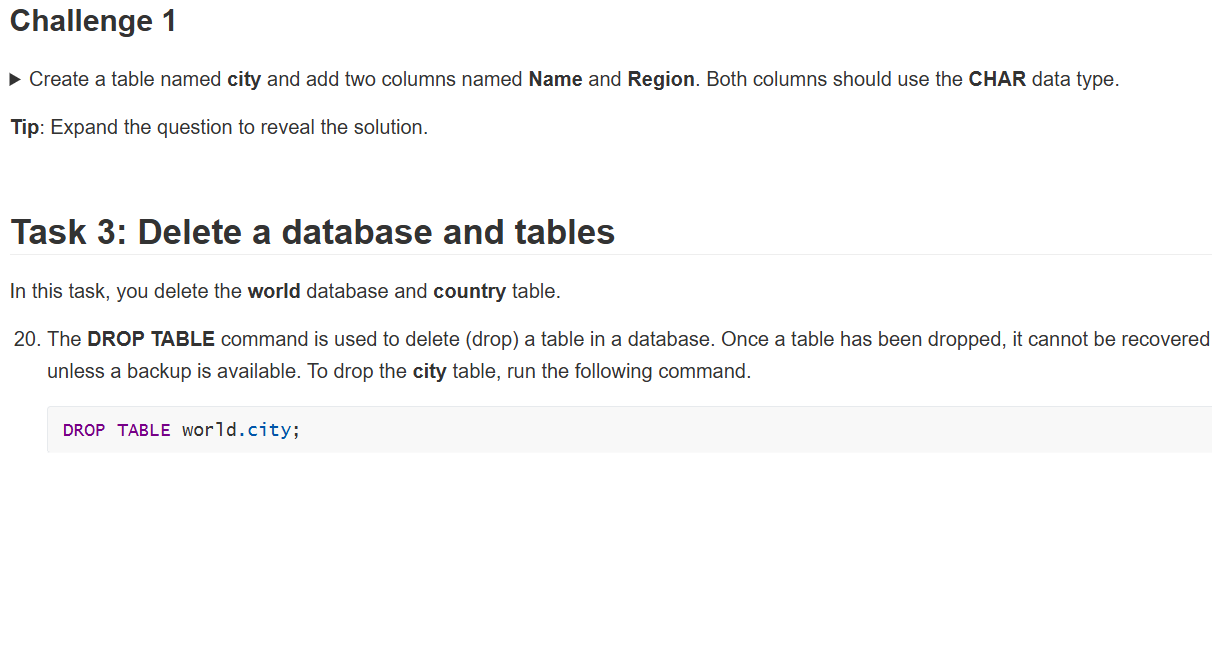 Challenge 1
Create a table named city and add two columns named Name and Region. Both columns should use the CHAR data type.
Tip: Expand the question to reveal the solution.
Task 3: Delete a database and tables
In this task, you delete the world database and country table.
20. The DROP TABLE command is used to delete (drop) a table in a database. Once a table has been dropped, it cannot be recovered
unless a backup is available. To drop the city table, run the following command.
DROP TABLE world.city;